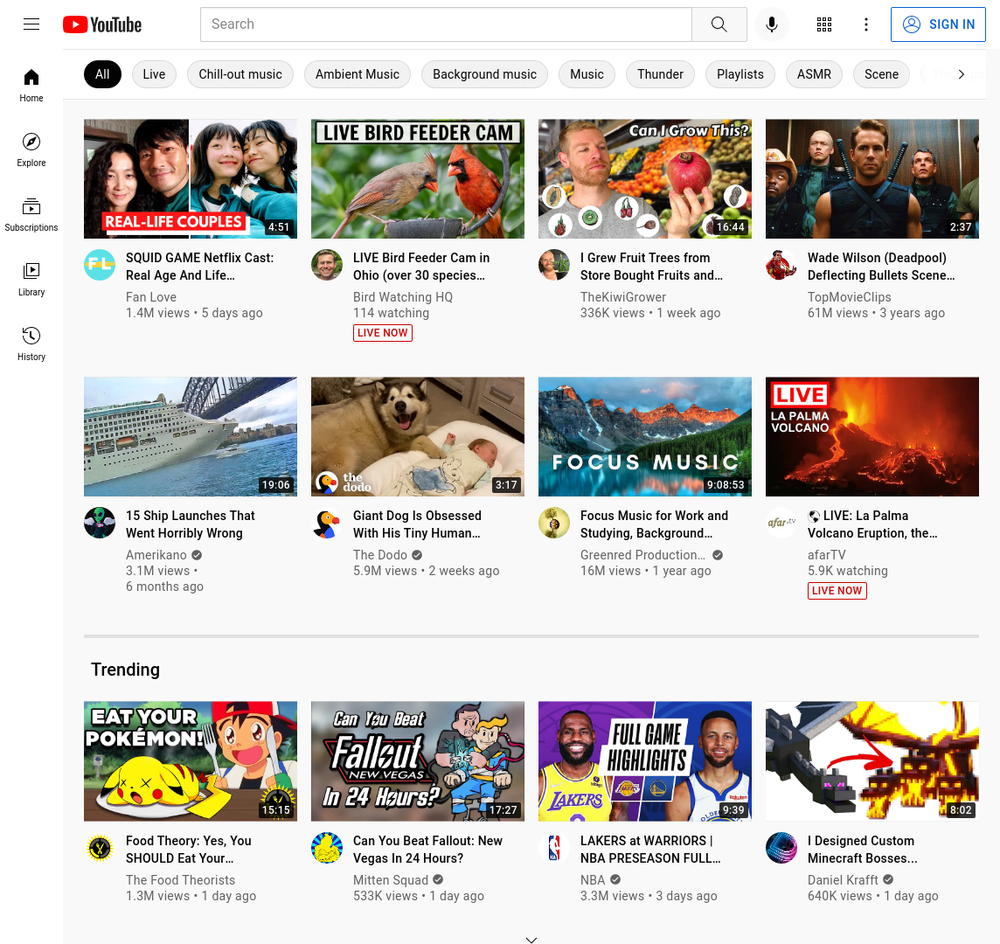 YouTube
Search
SIGN IN
All
Live
Chill-out music
Ambient Music
Background music
Music
Thunder
Playlists
ASMR
Scene
Home
Explore
Subscriptions
Library
History
REAL-LIFE COUPLES
4:51
SQUID GAME Netflix Cast:
Real Age And Life…
Fan Love
1.4M views • 5 days ago
FL
LIVE BIRD FEEDER CAM
LIVE Bird Feeder Cam in
Ohio (over 30 species…
Bird Watching HQ
114 watching
LIVE NOW
Can I Grow This?
16:44
I Grew Fruit Trees from
Store Bought Fruits and…
TheKiwiGrower
336K views • 1 week ago
2:37
Wade Wilson (Deadpool)
Deflecting Bullets Scene…
TopMovieClips
61M views • 3 years ago
19:06
15 Ship Launches That
Went Horribly Wrong
Amerikano
3.1M views •
6 months ago
the
dodo
3:17
Giant Dog Is Obsessed
With His Tiny Human…
The Dodo
5.9M views • 2 weeks ago
FOCUS MUSIC
9:08:53
Focus Music for Work and
Studying, Background…
Greenred Production…
16M views • 1 year ago
LIVE
LA PALMA
VOLCANO
afar.tv
🌎 LIVE: La Palma
Volcano Eruption, the…
afarTV
5.9K watching
LIVE NOW
Trending
EAT YOUR
POKÉMON!
15:15
Food Theory: Yes, You
SHOULD Eat Your…
The Food Theorists
1.3M views • 1 day ago
Can You Beat
Fallout
NEW VEGAS
In 24 Hours?
17:27
Can You Beat Fallout: New
Vegas In 24 Hours?
Mitten Squad
533K views • 1 day ago
FULL GAME
HIGHLIGHTS
LAKERS
LAKERS
Rakuten
9:39
LAKERS at WARRIORS |
NBA PRESEASON FULL…
NBA
3.3M views • 3 days ago
8:02
I Designed Custom
Minecraft Bosses...
Daniel Krafft
640K views • 1 day ago